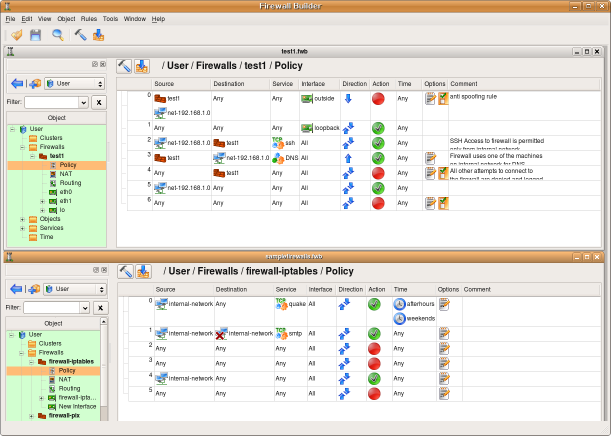 Firewall Builder
File Edit View Object Rules Tools Window Help
test1.fwb
User
Filter: X
Object
User
Clusters
Firewalls
test1
Policy
NAT
Routing
eth0
eth1
lo
Objects
Services
Time
/ User / Firewalls / test1 / Policy
Source Destination Service Interface Direction Action Time Options Comment
0 test1 Any Any outside Any anti spoofing rule
net-192.168.1.0
1 Any Any Any loopback Any
2 net-192.168.1.0 test1 ssh All Any SSH Access to firewall is permitted
only from internal network
3 test1 net-192.168.1.0 DNS All Any Firewall uses one of the machines
on internal network for DNS
4 Any test1 Any All Any All other attempts to connect to
the firewall are denied and logged
5 net-192.168.1.0 Any Any All Any
6 Any Any Any All Any
samplefirewalls.fwb
User
Filter: X
Object
User
Clusters
Firewalls
firewall-iptables
Policy
NAT
Routing
firewall-ipta...
New interface
firewall-pix
/ User / Firewalls / firewall-iptables / Policy
Source Destination Service Interface Direction Action Time Options Comment
0 internal-network Any TCP quake All afterhours
weekends
1 internal-network internal-network TCP smtp All Any
2 Any Any Any All Any
3 Any Any Any All Any
4 internal-network Any Any All Any
5 Any Any Any All Any